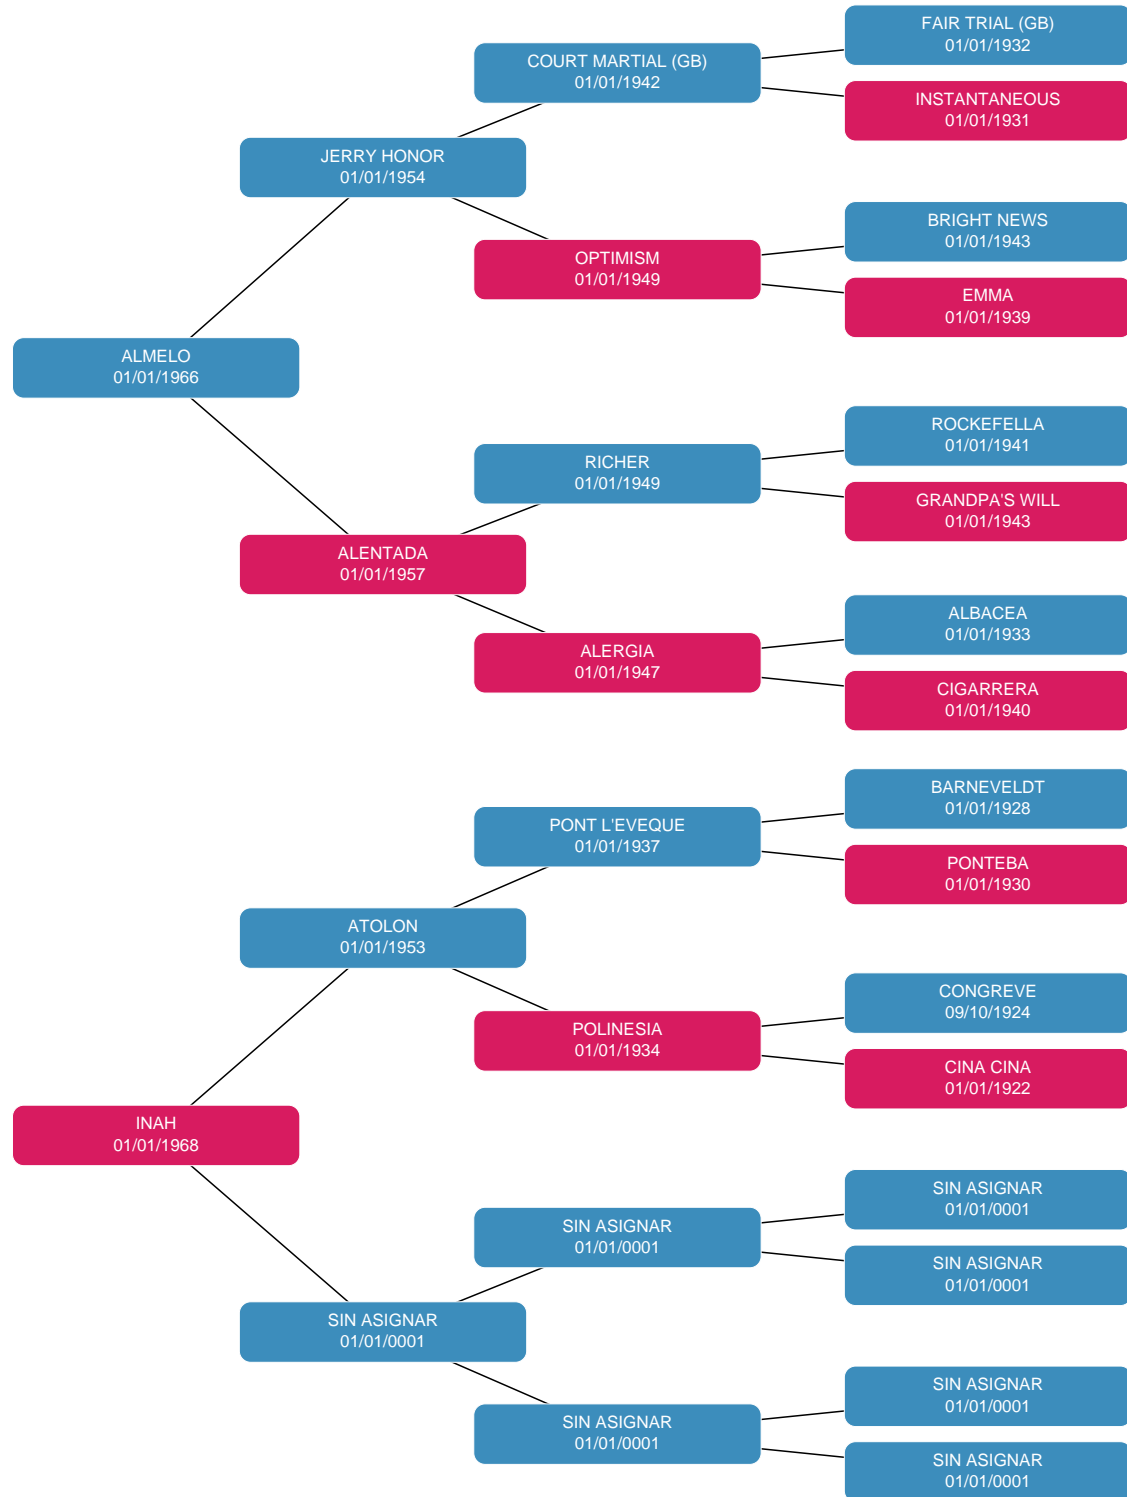 FAIR TRIAL (GB)
01/01/1932
COURT MARTIAL (GB)
01/01/1942
INSTANTANEOUS
01/01/1931
JERRY HONOR
01/01/1954
BRIGHT NEWS
01/01/1943
OPTIMISM
01/01/1949
EMMA
01/01/1939
ALMELO
01/01/1966
ROCKEFELLA
01/01/1941
RICHER
01/01/1949
GRANDPA'S WILL
01/01/1943
ALENTADA
01/01/1957
ALBACEA
01/01/1933
ALERGIA
01/01/1947
CIGARRERA
01/01/1940
BARNEVELDT
01/01/1928
PONT L'EVEQUE
01/01/1937
PONTEBA
01/01/1930
ATOLON
01/01/1953
CONGREVE
09/10/1924
POLINESIA
01/01/1934
CINA CINA
01/01/1922
INAH
01/01/1968
SIN ASIGNAR
01/01/0001
SIN ASIGNAR
01/01/0001
SIN ASIGNAR
01/01/0001
SIN ASIGNAR
01/01/0001
SIN ASIGNAR
01/01/0001
SIN ASIGNAR
01/01/0001
SIN ASIGNAR
01/01/0001